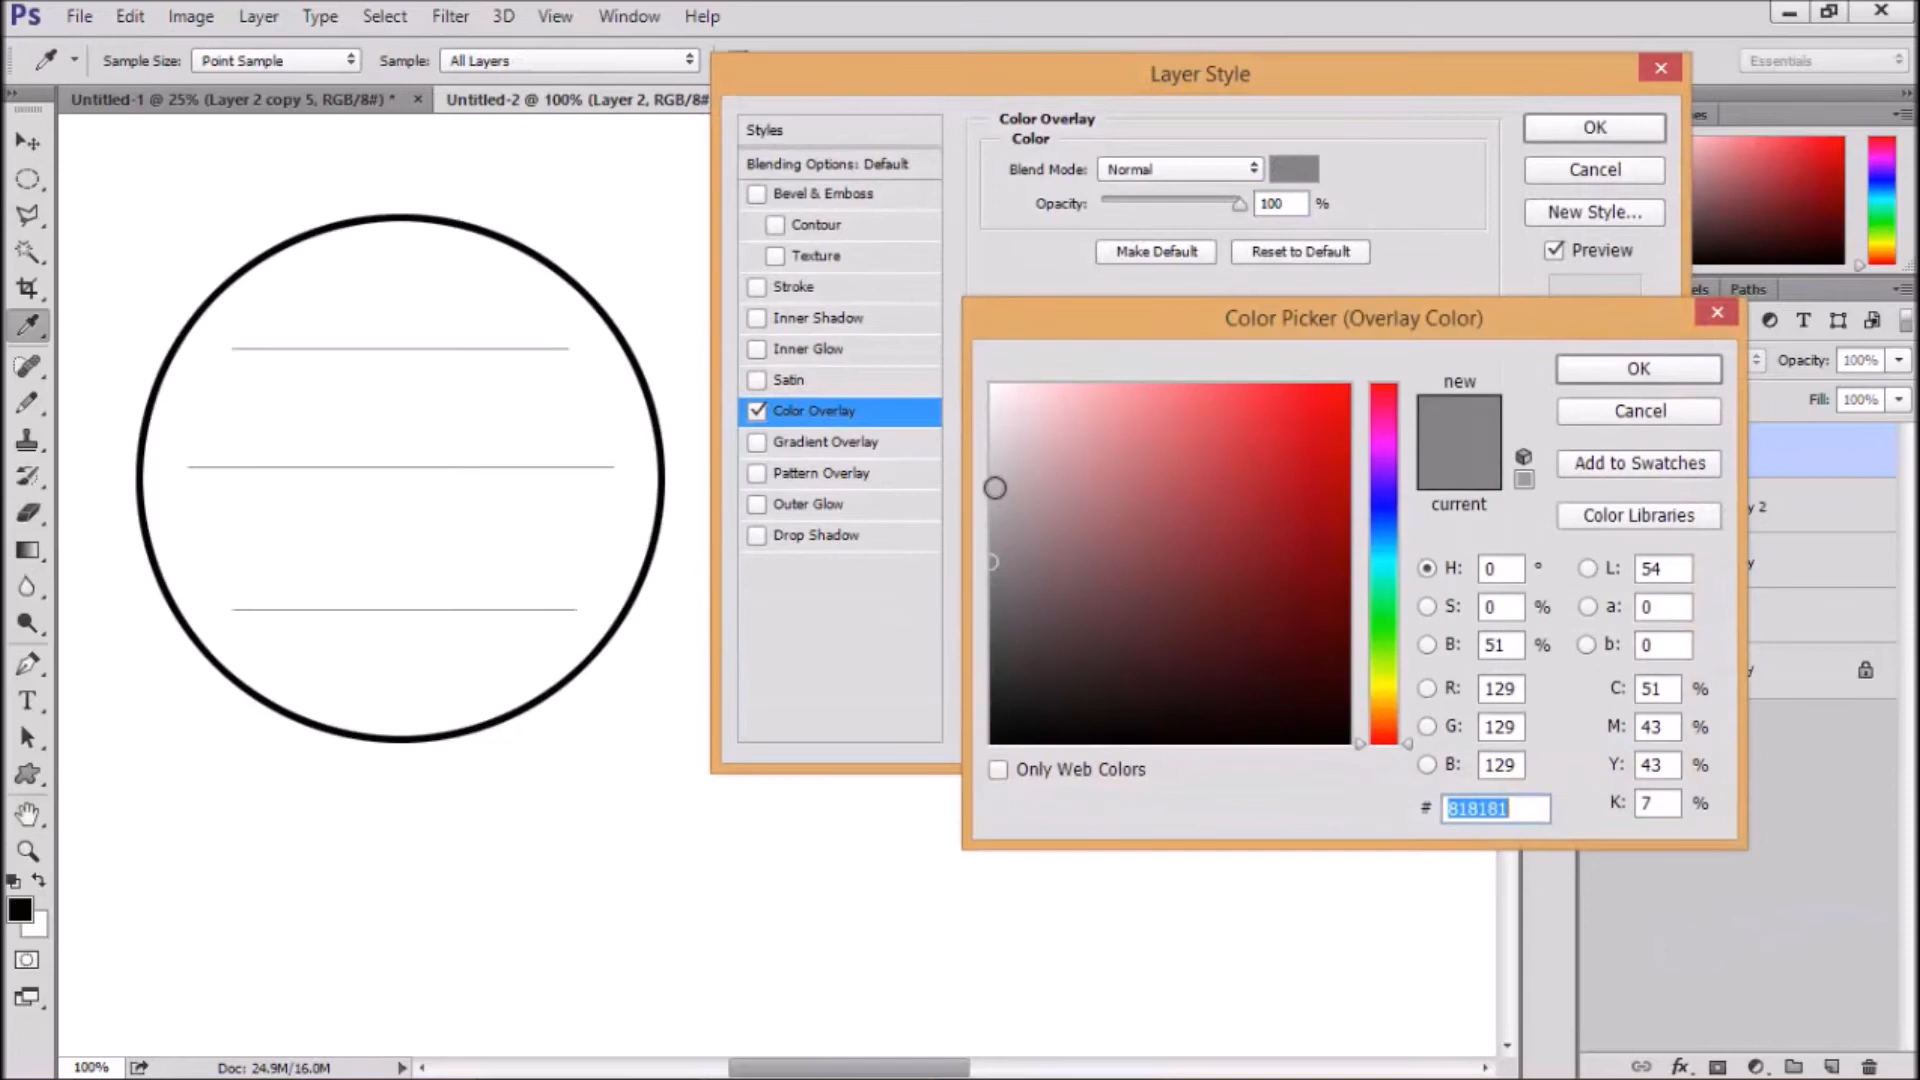 Ps File Edit Image Layer Type Select Filter 3D View Window Help
Sample Size: Point Sample Sample: All Layers
Essentials
Untitled-1 @ 25% (Layer 2 copy 5, RGB/8#) * × Untitled-2 @ 100% (Layer 2, RGB/8#
Layer Style
Styles
Blending Options: Default
Bevel & Emboss
Contour
Texture
Stroke
Inner Shadow
Inner Glow
Satin
Color Overlay
Gradient Overlay
Pattern Overlay
Outer Glow
Drop Shadow
Color Overlay
Color
Blend Mode: Normal
Opacity: 100 %
Make Default Reset to Default
OK
Cancel
New Style...
Preview
Color Picker (Overlay Color)
new
current
OK
Cancel
Add to Swatches
Color Libraries
H: 0 ° L: 54
S: 0 % a: 0
B: 51 % b: 0
R: 129 C: 51 %
G: 129 M: 43 %
B: 129 Y: 43 %
# 818181 K: 7 %
Only Web Colors
Paths
Opacity: 100%
Fill: 100%
100% Doc: 24.9M/16.0M